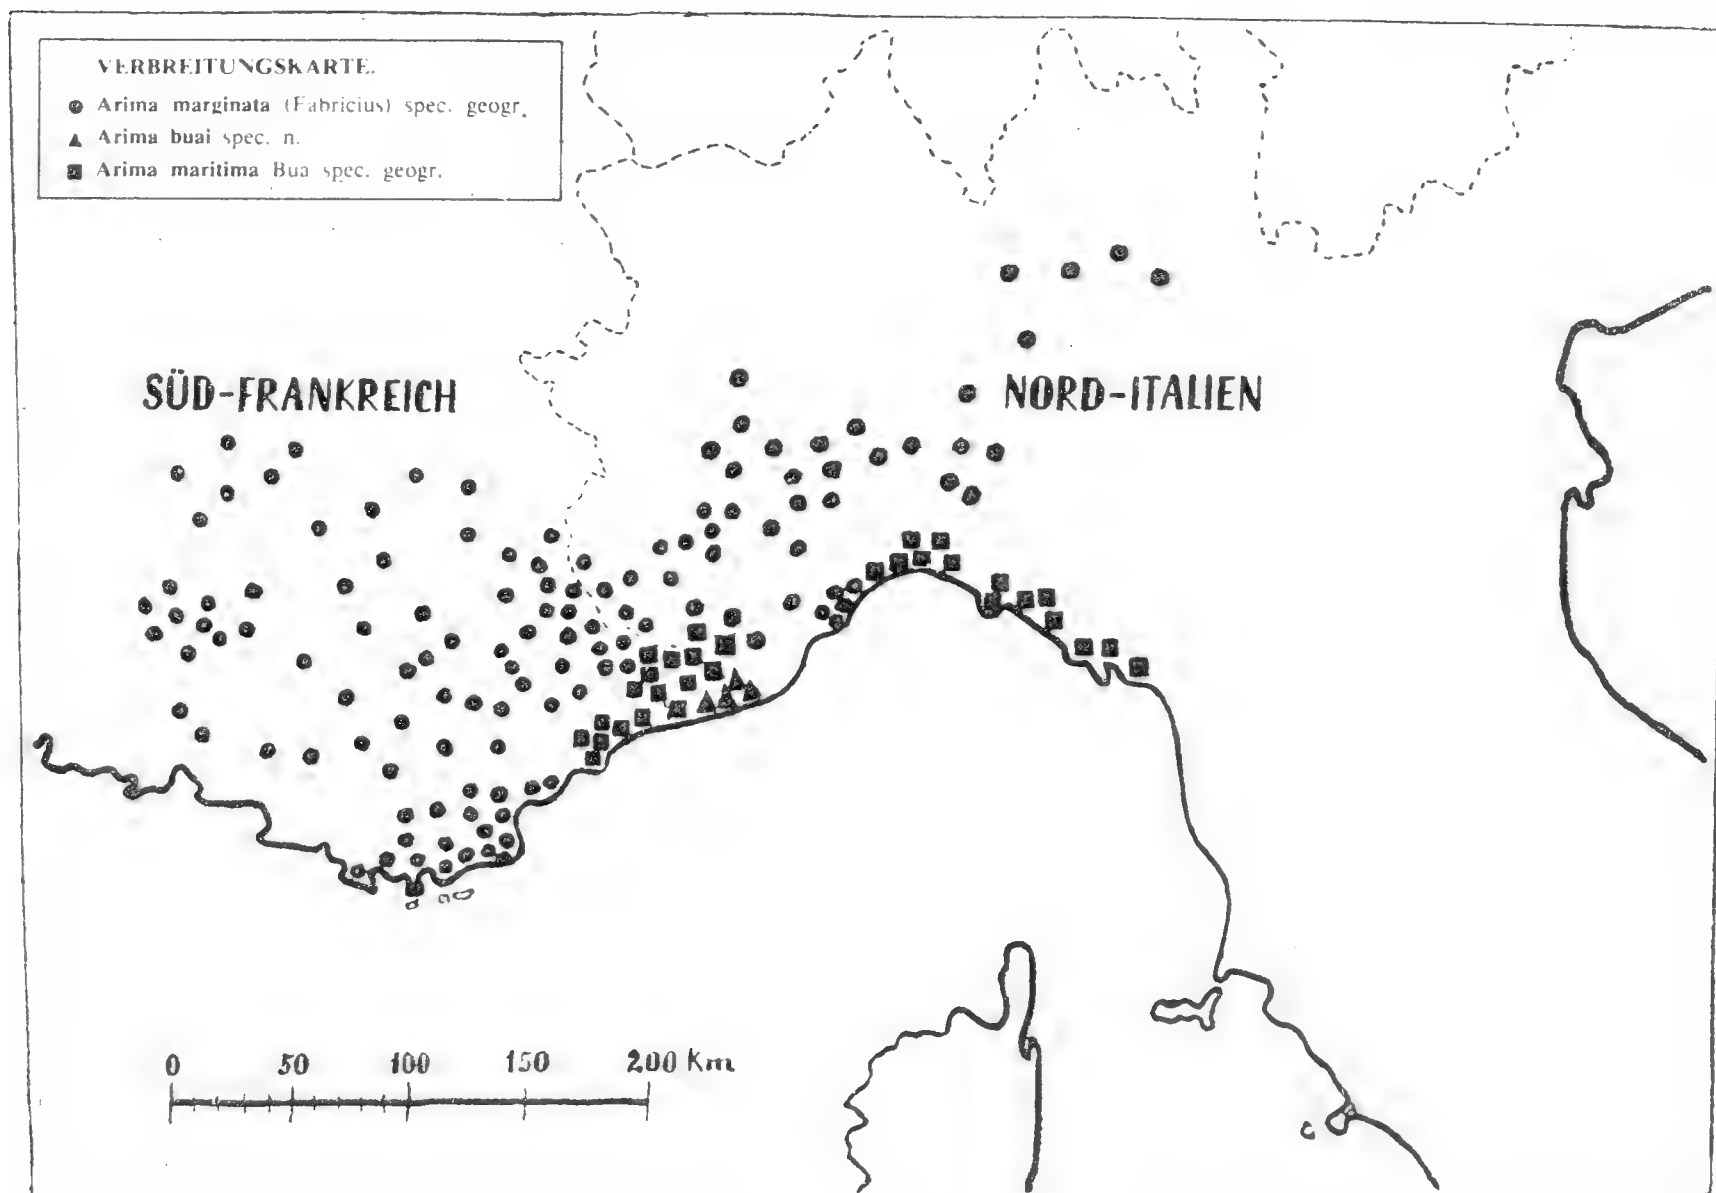 VERBREITUNGSKARTE.
Arima marginata (Fabricius) spec. geogr.
Arima buai spec. n.
Arima maritima Bua spec. geogr.
SÜD-FRANKREICH
NORD-ITALIEN
0 50 100 150 200 Km